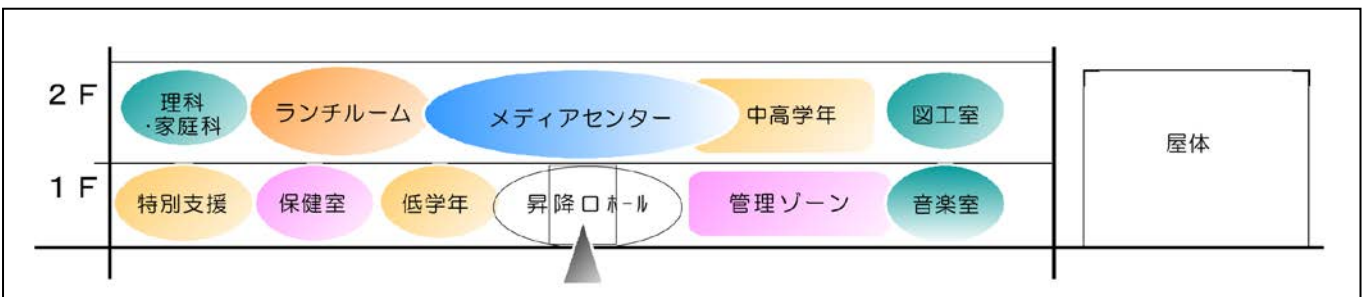 2F
理科
・家庭科
ランチルーム
メディアセンター
中高学年
図工室
屋体
1F
特別支援
保健室
低学年
昇降口ホール
管理ゾーン
音楽室